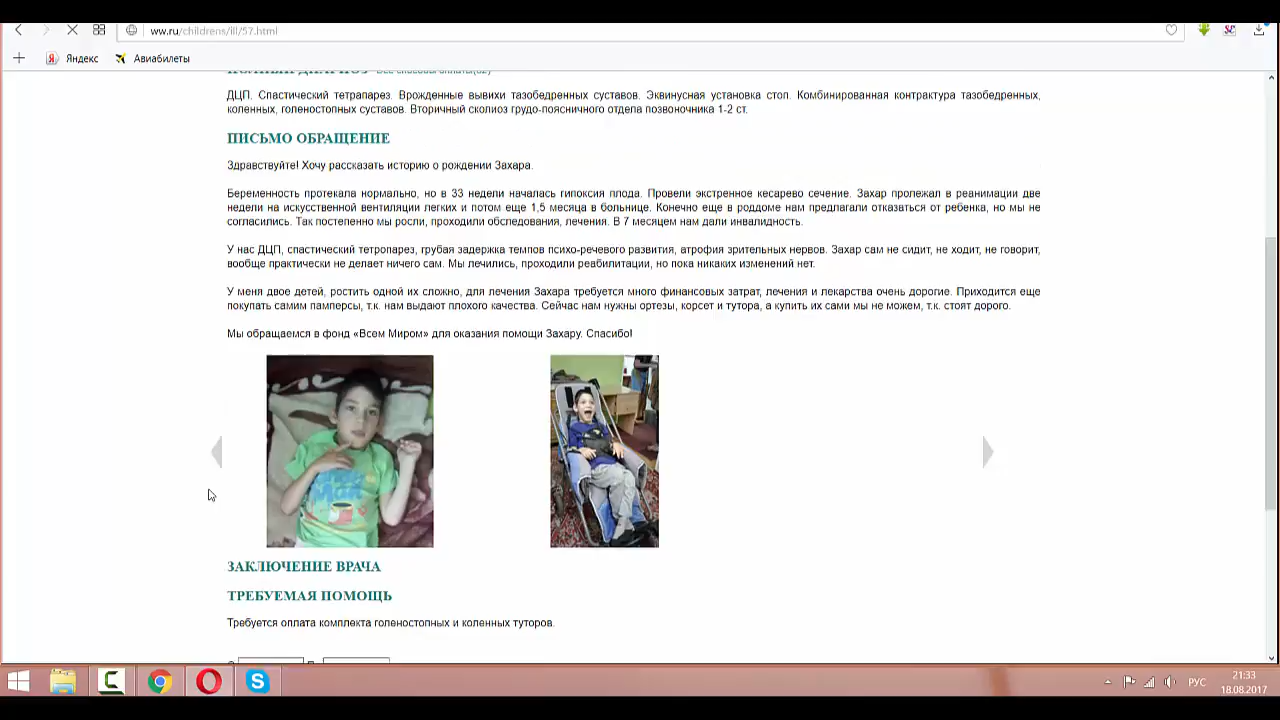 ww.ru/childrens/ill/57.html
Яндекс
Авиабилеты
ДЦП. Спастический тетрапарез. Врожденные вывихи тазобедренных суставов. Эквинусная установка стоп. Комбинированная контрактура тазобедренных,
коленных, голеностопных суставов. Вторичный сколиоз грудо-поясничного отдела позвоночника 1-2 ст.
ПИСЬМО ОБРАЩЕНИЕ
Здравствуйте! Хочу рассказать историю о рождении Захара.
Беременность протекала нормально, но в 33 недели началась гипоксия плода. Провели экстренное кесарево сечение. Захар пролежал в реанимации две
недели на искусственной вентиляции легких и потом еще 1,5 месяца в больнице. Конечно еще в роддоме нам предлагали отказаться от ребенка, но мы не
согласились. Так постепенно мы росли, проходили обследования, лечения. В 7 месяцем нам дали инвалидность.
У нас ДЦП, спастический тетропарез, грубая задержка темпов психо-речевого развития, атрофия зрительных нервов. Захар сам не сидит, не ходит, не говорит,
вообще практически не делает ничего сам. Мы лечились, проходили реабилитации, но пока никаких изменений нет.
У меня двое детей, ростить одной их сложно, для лечения Захара требуется много финансовых затрат, лечения и лекарства очень дорогие. Приходится еще
покупать самим памперсы, т.к. нам выдают плохого качества. Сейчас нам нужны ортезы, корсет и тутора, а купить их сами мы не можем, т.к. стоят дорого.
Мы обращаемся в фонд «Всем Миром» для оказания помощи Захару. Спасибо!
ЗАКЛЮЧЕНИЕ ВРАЧА
ТРЕБУЕМАЯ ПОМОЩЬ
Требуется оплата комплекта голеностопных и коленных туторов.
РУС
21:33
18.08.2017